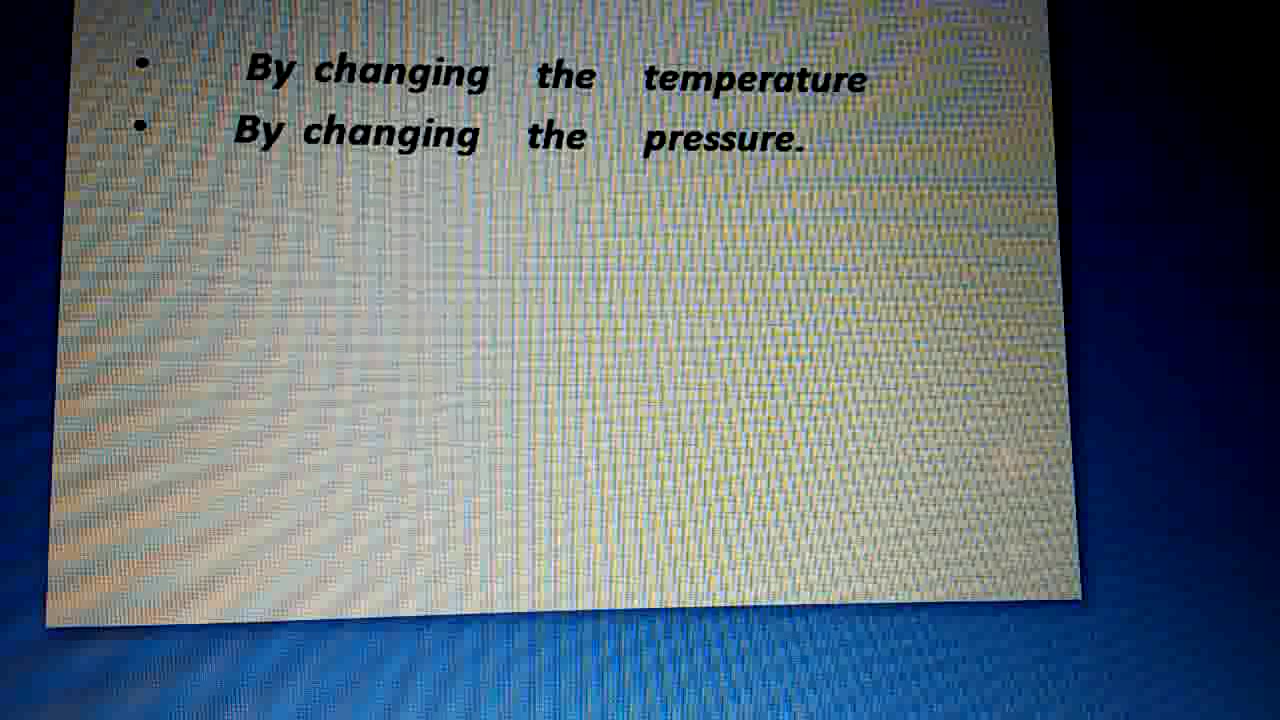 • By changing the temperature
• By changing the pressure.